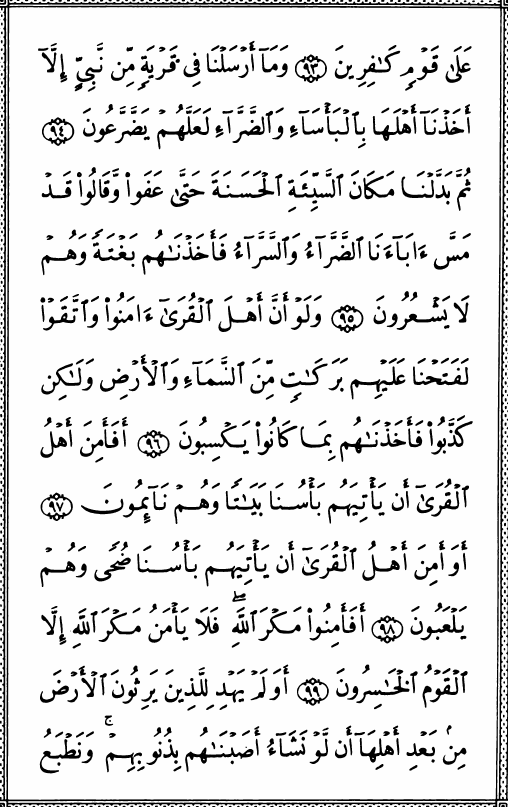 عَلَىٰ قَوْمٍ كَٰفِرِينَ ٩٣ وَمَآ أَرْسَلْنَا فِى قَرْيَةٍ مِّن نَّبِىٍّ إِلَّآ
أَخَذْنَآ أَهْلَهَا بِٱلْبَأْسَآءِ وَٱلضَّرَّآءِ لَعَلَّهُمْ يَضَّرَّعُونَ ٩٤
ثُمَّ بَدَّلْنَا مَكَانَ ٱلسَّيِّئَةِ ٱلْحَسَنَةَ حَتَّىٰ عَفَوا۟ وَّقَالُوا۟ قَدْ
مَسَّ ءَابَآءَنَا ٱلضَّرَّآءُ وَٱلسَّرَّآءُ فَأَخَذْنَٰهُم بَغْتَةً وَهُمْ
لَا يَشْعُرُونَ ٩٥ وَلَوْ أَنَّ أَهْلَ ٱلْقُرَىٰٓ ءَامَنُوا۟ وَٱتَّقَوْا۟
لَفَتَحْنَا عَلَيْهِم بَرَكَٰتٍ مِّنَ ٱلسَّمَآءِ وَٱلْأَرْضِ وَلَٰكِن
كَذَّبُوا۟ فَأَخَذْنَٰهُم بِمَا كَانُوا۟ يَكْسِبُونَ ٩٦ أَفَأَمِنَ أَهْلُ
ٱلْقُرَىٰٓ أَن يَأْتِيَهُم بَأْسُنَا بَيَٰتًا وَهُمْ نَآئِمُونَ ٩٧
أَوَأَمِنَ أَهْلُ ٱلْقُرَىٰٓ أَن يَأْتِيَهُم بَأْسُنَا ضُحًى وَهُمْ
يَلْعَبُونَ ٩٨ أَفَأَمِنُوا۟ مَكْرَ ٱللَّهِ ۖ فَلَا يَأْمَنُ مَكْرَ ٱللَّهِ إِلَّا
ٱلْقَوْمُ ٱلْخَٰسِرُونَ ٩٩ أَوَلَمْ يَهْدِ لِلَّذِينَ يَرِثُونَ ٱلْأَرْضَ
مِنۢ بَعْدِ أَهْلِهَآ أَن لَّوْ نَشَآءُ أَصَبْنَٰهُم بِذُنُوبِهِمْ ۚ وَنَطْبَعُ